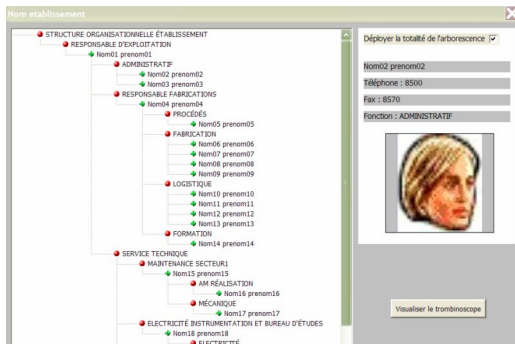 Nom etablissement
STRUCTURE ORGANISATIONNELLE ÉTABLISSEMENT
RESPONSABLE D'EXPLOITATION
Nom01 prenom01
ADMINISTRATIF
Nom02 prenom02
Nom03 prenom03
RESPONSABLE FABRICATIONS
Nom04 prenom04
PROCÉDÉS
Nom05 prenom05
FABRICATION
Nom06 prenom06
Nom07 prenom07
Nom08 prenom08
Nom09 prenom09
LOGISTIQUE
Nom10 prenom10
Nom11 prenom11
Nom12 prenom12
Nom13 prenom13
FORMATION
Nom14 prenom14
SERVICE TECHNIQUE
MAINTENANCE SECTEUR1
Nom15 prenom15
AM RÉALISATION
Nom16 prenom16
MÉCANIQUE
Nom17 prenom17
ELECTRICITÉ INSTRUMENTATION ET BUREAU D'ÉTUDES
Nom18 prenom18
ELECTRICITÉ
Déployer la totalité de l'arborescence
Nom02 prenom02
Téléphone : 8500
Fax : 8570
Fonction : ADMINISTRATIF
Visualiser le trombinoscope